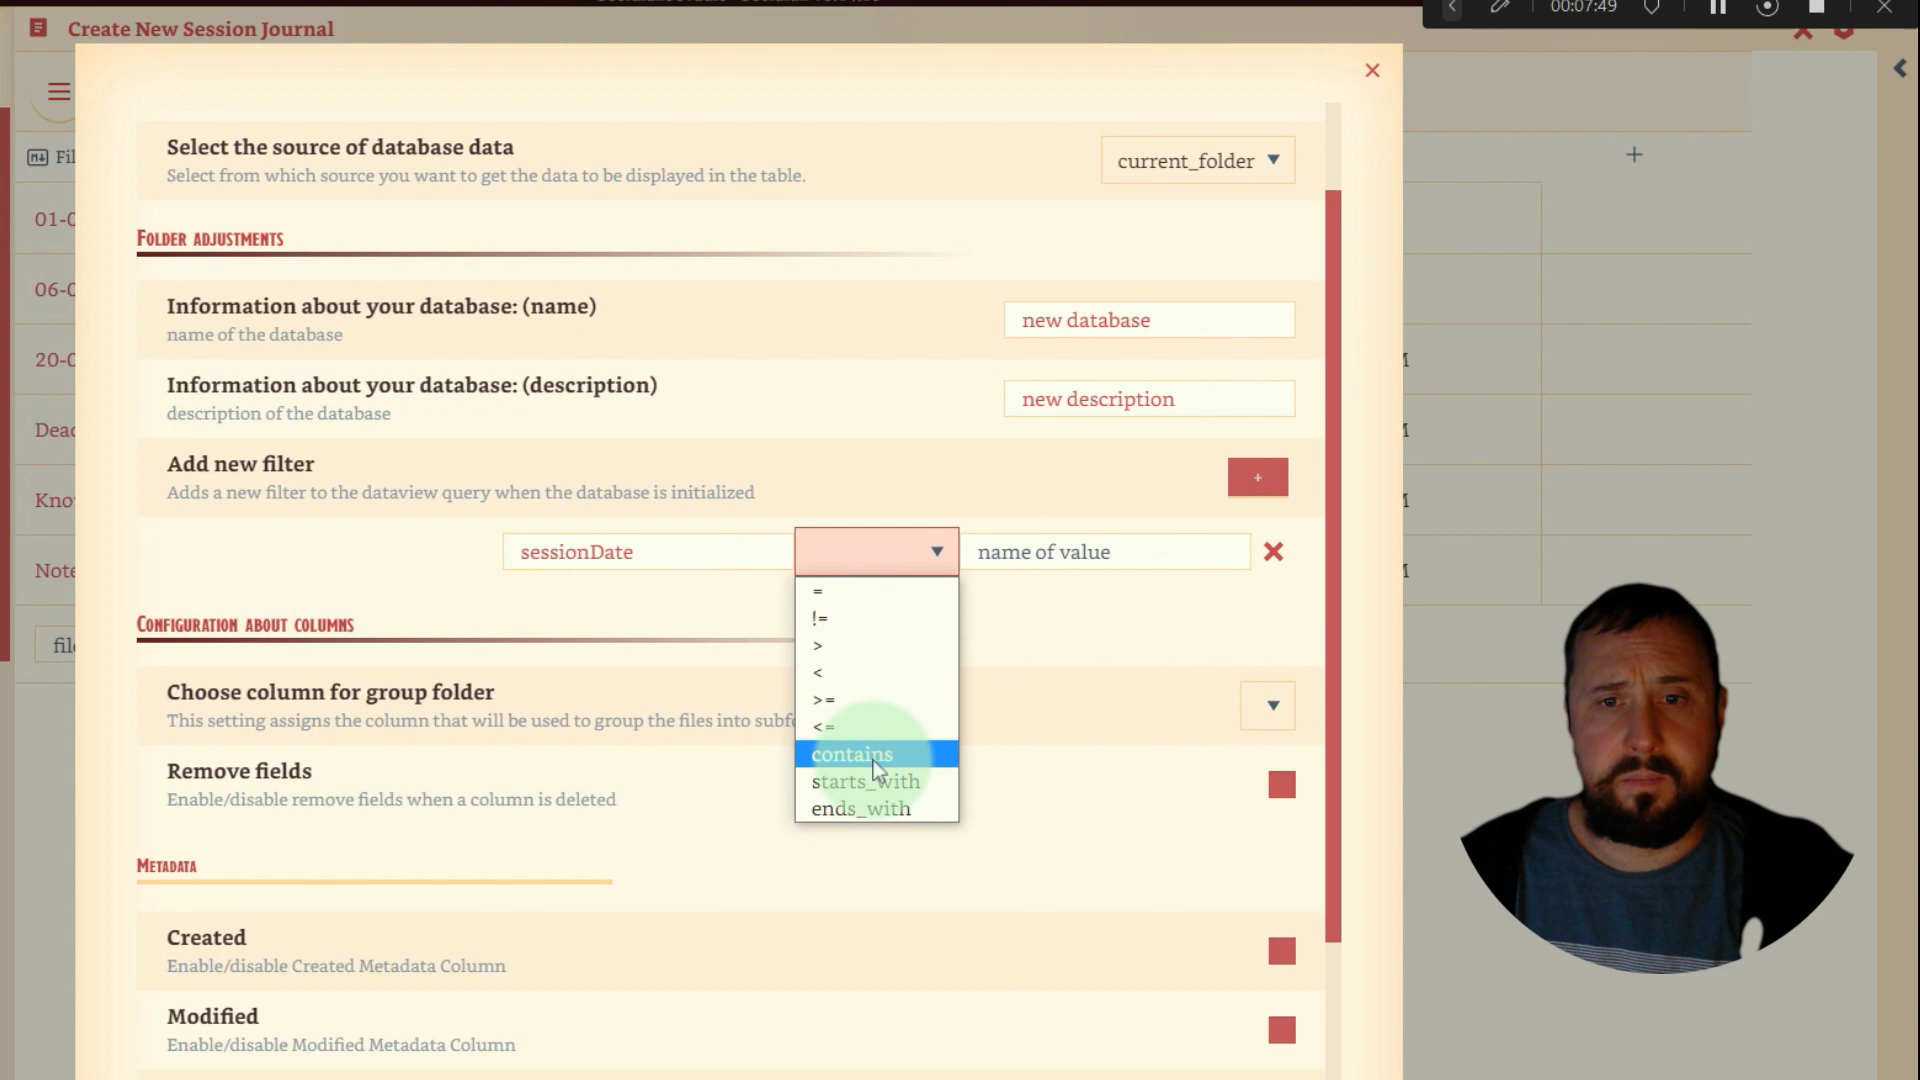 00:07:49
Create New Session Journal
Select the source of database data
Select from which source you want to get the data to be displayed in the table.
current_folder
Fil
+
01-0
Folder adjustments
06-0
Information about your database: (name)
name of the database
new database
20-0
Information about your database: (description)
description of the database
new description
Dead
Add new filter
Adds a new filter to the dataview query when the database is initialized
+
Kno
sessionDate
name of value
Note
=
!=
>
<
>=
<=
contains
starts_with
ends_with
Configuration about columns
file
Choose column for group folder
This setting assigns the column that will be used to group the files into subfo
Remove fields
Enable/disable remove fields when a column is deleted
Metadata
Created
Enable/disable Created Metadata Column
Modified
Enable/disable Modified Metadata Column